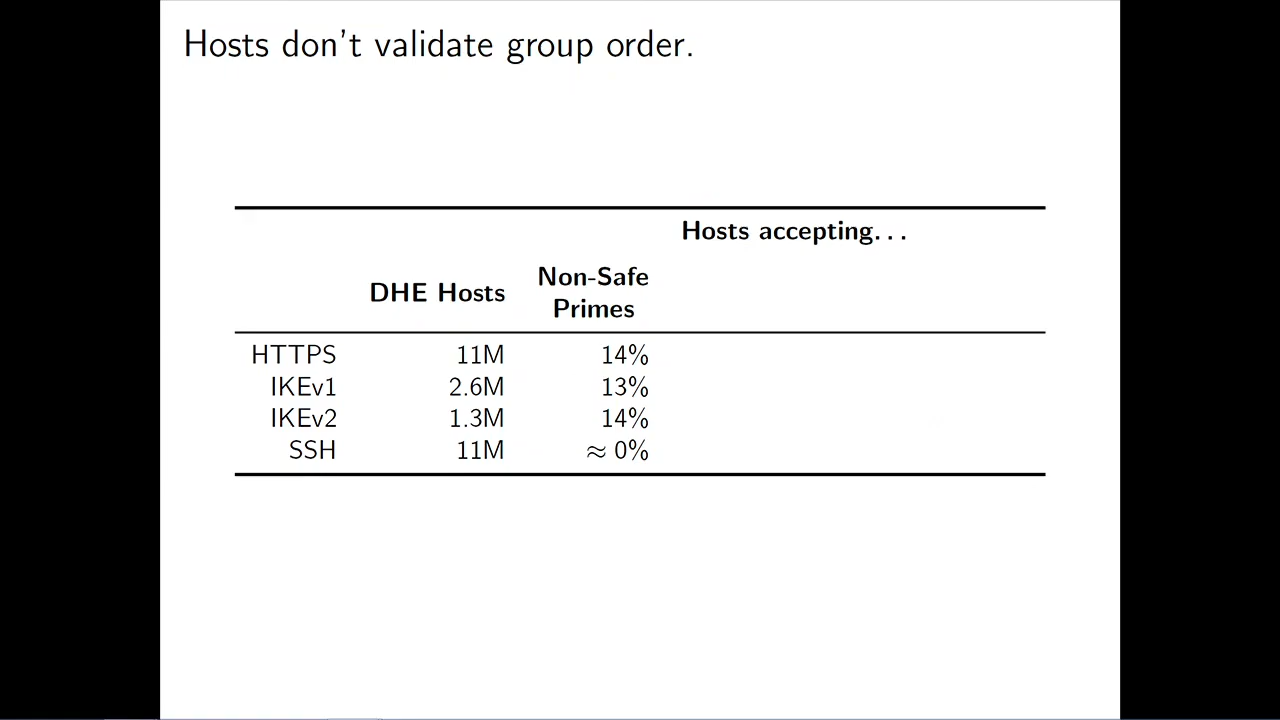 Hosts don't validate group order.
Hosts accepting...
DHE Hosts Non-Safe Primes
HTTPS 11M 14%
IKEv1 2.6M 13%
IKEv2 1.3M 14%
SSH 11M ≈ 0%